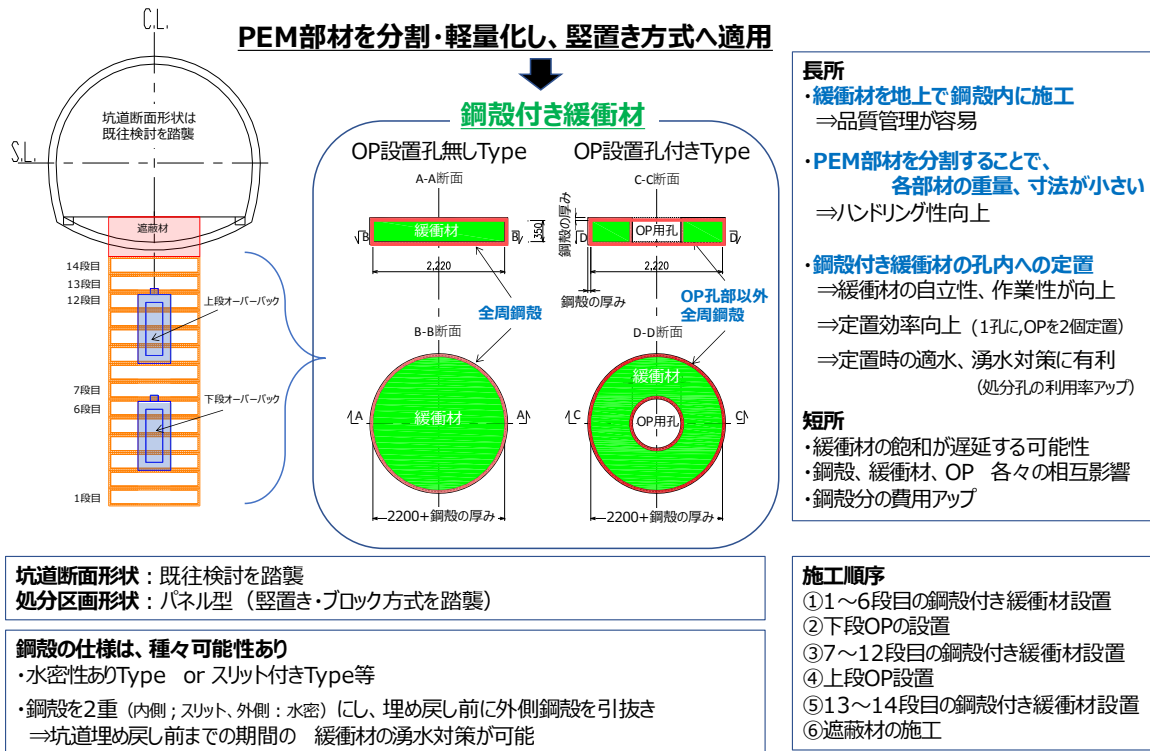 PEM部材を分割・軽量化し、竪置き方式へ適用
C.L.
坑道断面形状は
既往検討を踏襲
S.L.
遮蔽材
14段目
13段目
12段目
上段オーバーパック
7段目
6段目
下段オーバーパック
1段目
鋼殻付き緩衝材
OP設置孔無しType
A-A断面
緩衝材
B
B
350
2,220
全周鋼殻
B-B断面
緩衝材
A
A
2200+鋼殻の厚み
OP設置孔付きType
C-C断面
鋼殻の厚み
OP用孔
D
D
2,220
鋼殻の厚み
OP孔部以外
全周鋼殻
D-D断面
緩衝材
OP用孔
C
C
2200+鋼殻の厚み
長所
・緩衝材を地上で鋼殻内に施工
⇒品質管理が容易
・PEM部材を分割することで、
各部材の重量、寸法が小さい
⇒ハンドリング性向上
・鋼殻付き緩衝材の孔内への定置
⇒緩衝材の自立性、作業性が向上
⇒定置効率向上 (1孔に,OPを2個定置)
⇒定置時の適水、湧水対策に有利
(処分孔の利用率アップ)
短所
・緩衝材の飽和が遅延する可能性
・鋼殻、緩衝材、OP 各々の相互影響
・鋼殻分の費用アップ
坑道断面形状：既往検討を踏襲
処分区画形状：パネル型（竪置き・ブロック方式を踏襲）
鋼殻の仕様は、種々可能性あり
・水密性ありType or スリット付きType等
・鋼殻を2重 (内側；スリット、外側：水密) にし、埋め戻し前に外側鋼殻を引抜き
⇒坑道埋め戻し前までの期間の 緩衝材の湧水対策が可能
施工順序
①1～6段目の鋼殻付き緩衝材設置
②下段OPの設置
③7～12段目の鋼殻付き緩衝材設置
④上段OP設置
⑤13～14段目の鋼殻付き緩衝材設置
⑥遮蔽材の施工